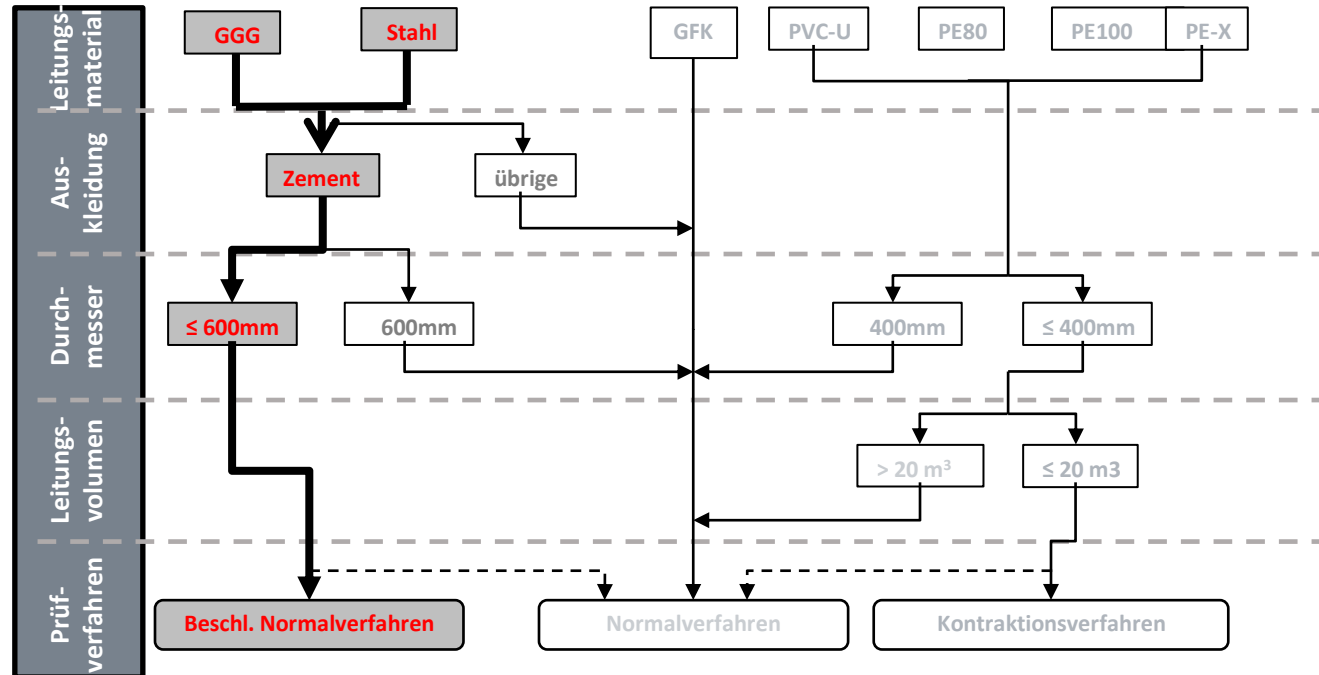 Leitungs-
material
GGG
Stahl
GFK
PVC-U
PE80
PE100
PE-X
Aus-
kleidung
Zement
übrige
Durch-
messer
≤ 600mm
600mm
400mm
≤ 400mm
Leitungs-
volumen
> 20 m³
≤ 20 m3
Prüf-
verfahren
Beschl. Normalverfahren
Normalverfahren
Kontraktionsverfahren